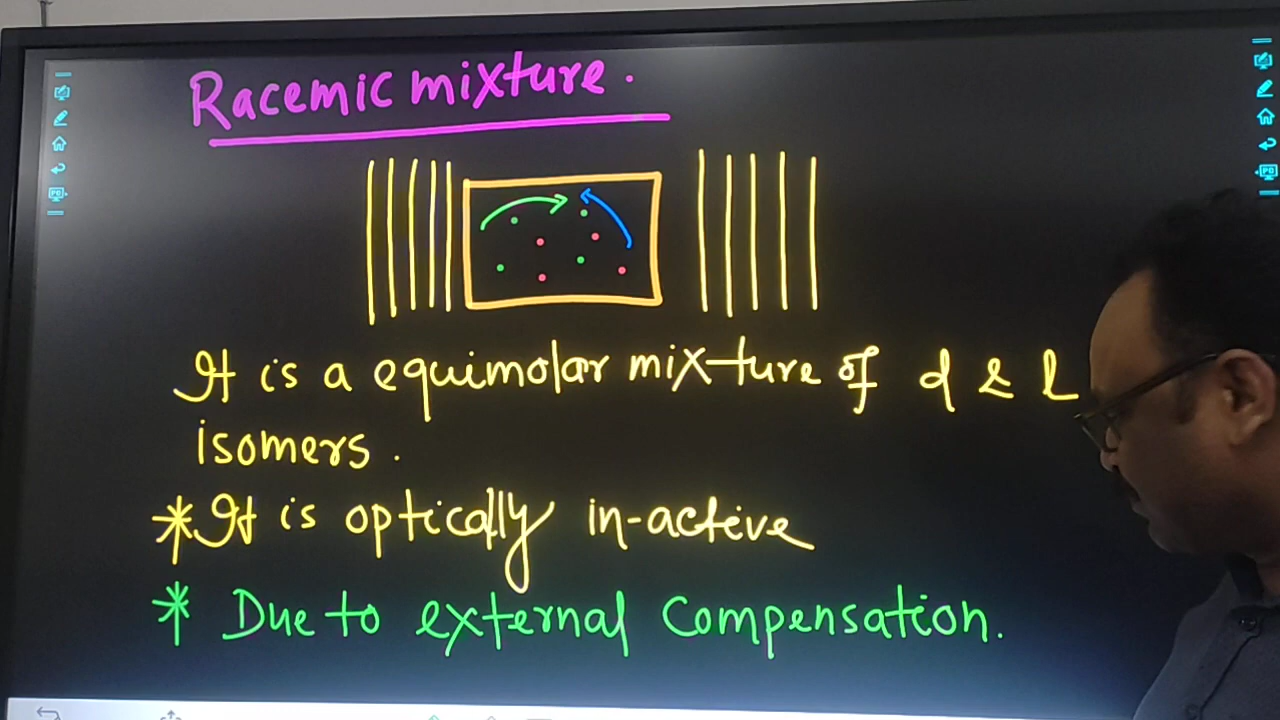 Racemic mixture.
It is a equimolar mixture of d & l
isomers.
* It is optically in-active
* Due to external compensation.